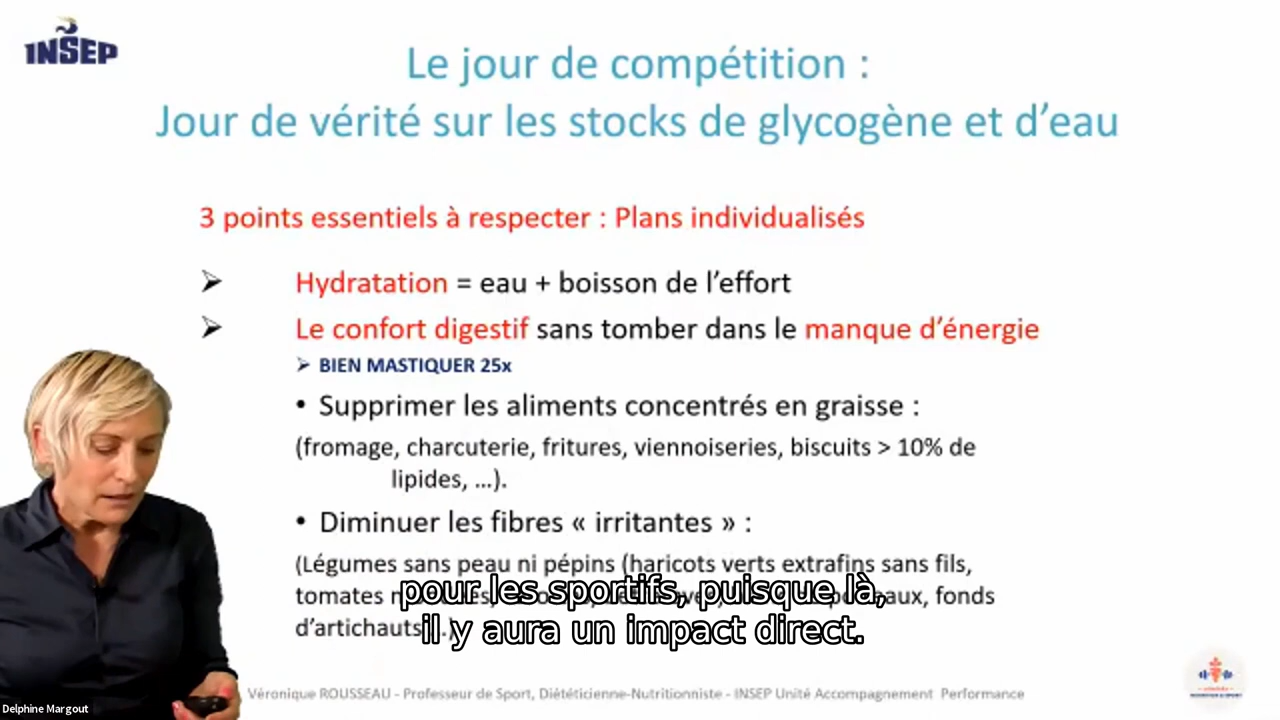 INSEP
Le jour de compétition :
Jour de vérité sur les stocks de glycogène et d’eau
3 points essentiels à respecter : Plans individualisés
Hydratation = eau + boisson de l’effort
Le confort digestif sans tomber dans le manque d’énergie
BIEN MASTIQUER 25x
• Supprimer les aliments concentrés en graisse :
(fromage, charcuterie, fritures, viennoiseries, biscuits > 10% de
lipides, …).
• Diminuer les fibres « irritantes » :
(Légumes sans peau ni pépins (haricots verts extrafins sans fils,
tomates fonds
d’artichauts
pour les sportifs, puisque là,
il y aura un impact direct.
Véronique ROUSSEAU - Professeur de Sport, Diététicienne-Nutritionniste - INSEP Unité Accompagnement Performance
Delphine Margout